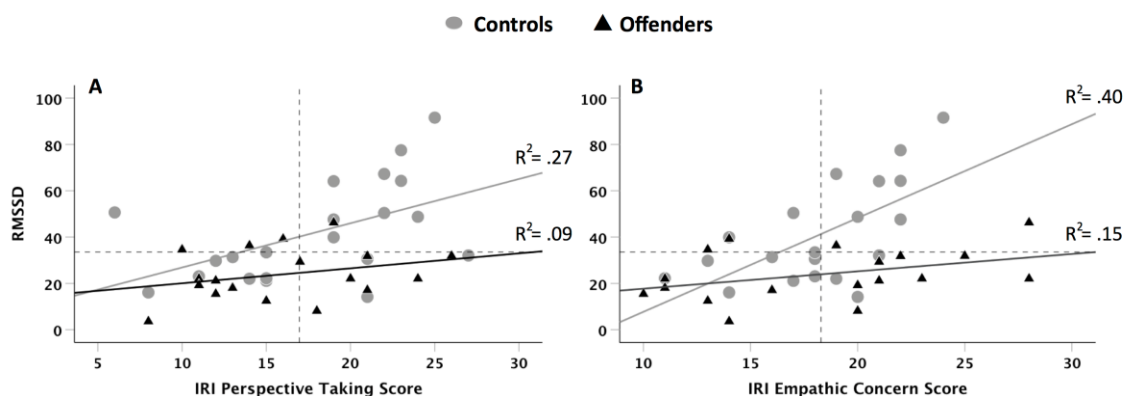 Controls Offenders
A
B
R²= .40
R²= .27
R²= .09
R²= .15
RMSSD
100
80
60
40
20
0
5 10 15 20 25 30
IRI Perspective Taking Score
100
80
60
40
20
0
10 15 20 25 30
IRI Empathic Concern Score